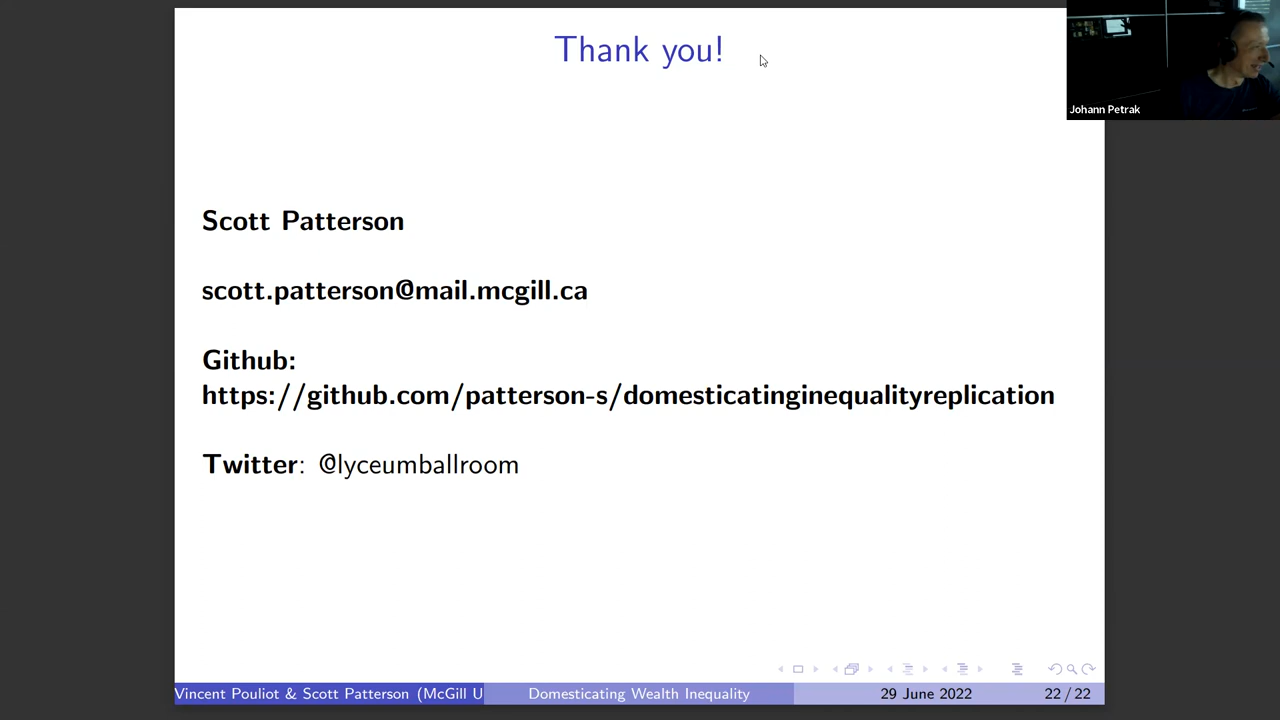 Thank you!
Johann Petrak
Scott Patterson
scott.patterson@mail.mcgill.ca
Github:
https://github.com/patterson-s/domesticatinginequalityreplication
Twitter: @lyceumballroom
Vincent Pouliot & Scott Patterson (McGill U
Domesticating Wealth Inequality
29 June 2022
22 / 22